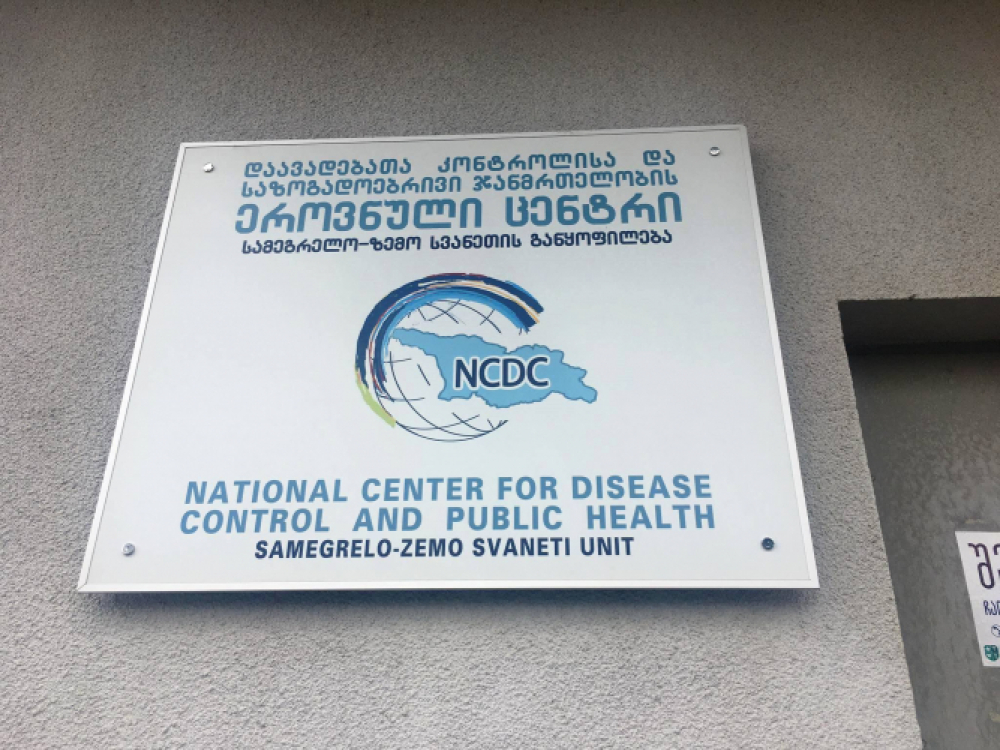 დაავადებათა კონტროლისა და
საზოგადოებრივი ჯანმრთელობის
ეროვნული ცენტრი
სამეგრელო-ზემო სვანეთის განყოფილება
NCDC
NATIONAL CENTER FOR DISEASE
CONTROL AND PUBLIC HEALTH
SAMEGRELO-ZEMO SVANETI UNIT